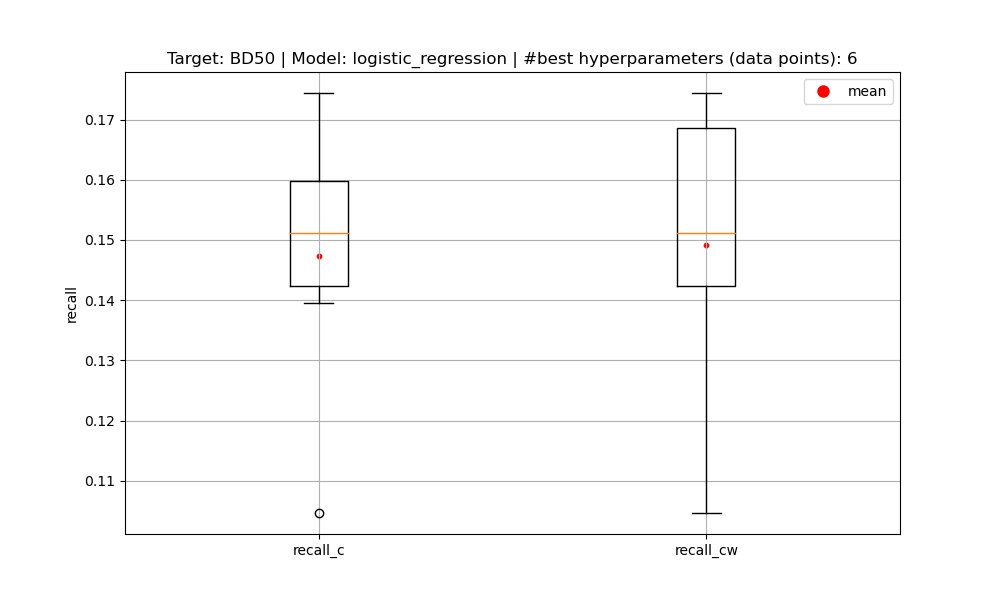 Target: BD50 | Model: logistic_regression | #best hyperparameters (data points): 6
mean
0.17
0.16
0.15
0.14
0.13
0.12
0.11
recall
recall_c
recall_cw